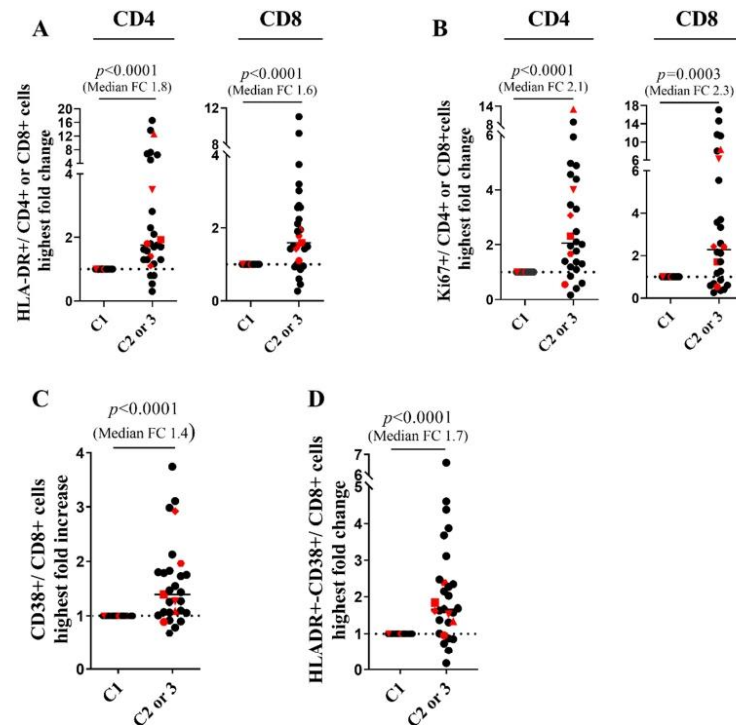 A
CD4
CD8
p<0.0001
(Median FC 1.8)
p<0.0001
(Median FC 1.6)
HLA-DR+/ CD4+ or CD8+ cells
highest fold change
20
16
12
8
4
4
2
1
0
C1
C2 or 3
12
8
4
4
2
1
0
C1
C2 or 3
B
CD4
CD8
p<0.0001
(Median FC 2.1)
p=0.0003
(Median FC 2.3)
Ki67+/ CD4+ or CD8+cells
highest fold change
14
10
6
4
2
1
0
C1
C2 or 3
18
14
10
6
4
2
1
0
C1
C2 or 3
C
p<0.0001
(Median FC 1.4)
CD38+/ CD8+ cells
highest fold increase
4
3
2
1
0
C1
C2 or 3
D
p<0.0001
(Median FC 1.7)
HLADR+-CD38+/ CD8+ cells
highest fold change
7
6
5
4
3
2
1
0
C1
C2 or 3